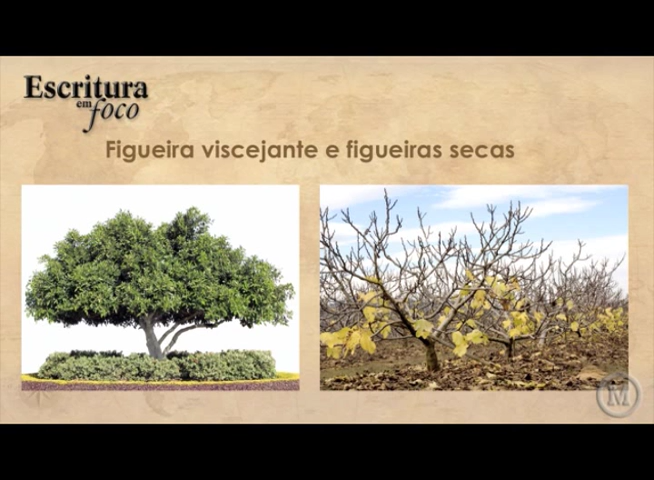 Escritura
em
foco
Figueira viscejante e figueiras secas
M